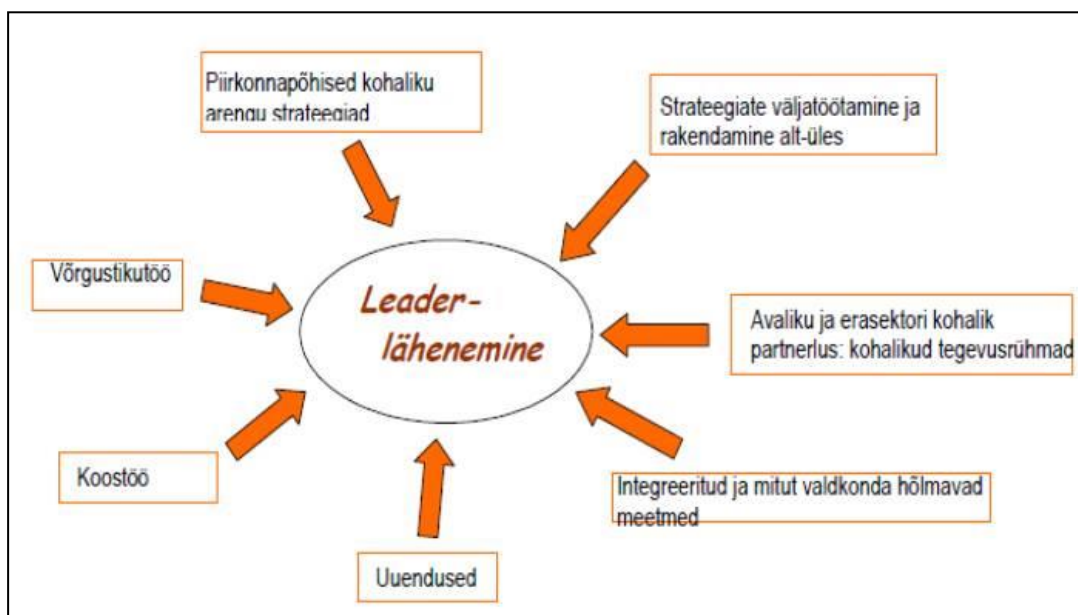 Piirkonnapõhised kohaliku
arengu strateegiad
Strateegiate väljatöötamine ja
rakendamine alt-üles
Võrgustikutöö
Leader-
lähenemine
Avaliku ja erasektori kohalik
partnerlus: kohalikud tegevusrühmad
Koostöö
Integreeritud ja mitut valdkonda hõlmavad
meetmed
Uuendused